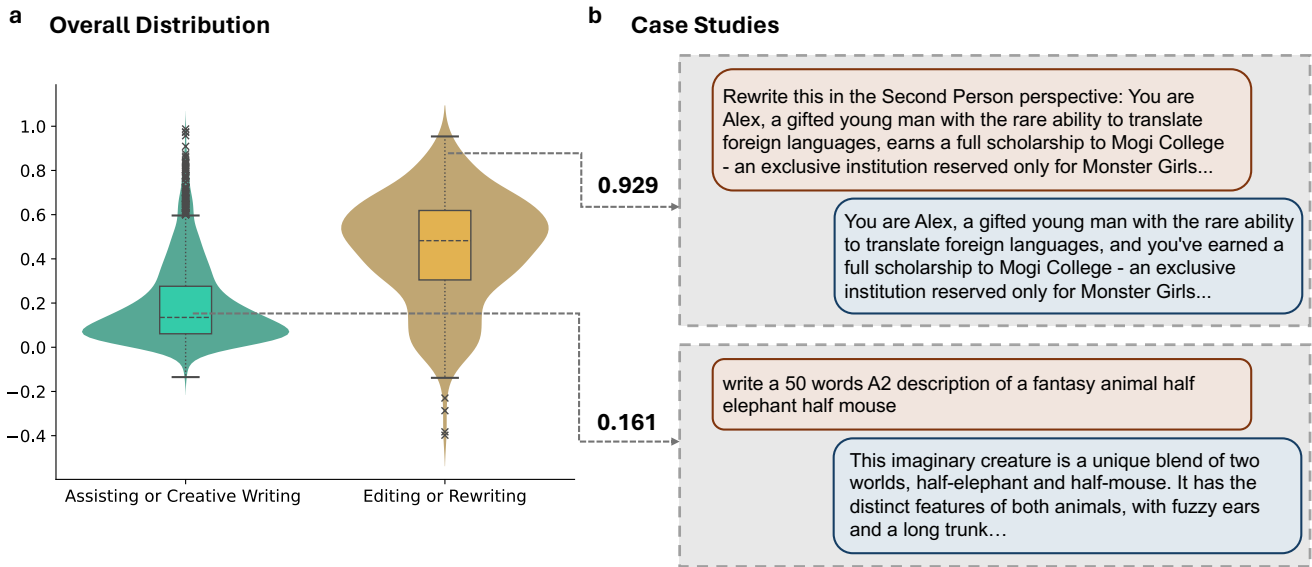 a Overall Distribution
1.0
0.8
0.6
0.4
0.2
0.0
−0.2
−0.4
Assisting or Creative Writing
Editing or Rewriting
b Case Studies
0.929
Rewrite this in the Second Person perspective: You are
Alex, a gifted young man with the rare ability to translate
foreign languages, earns a full scholarship to Mogi College
- an exclusive institution reserved only for Monster Girls...
You are Alex, a gifted young man with the rare ability
to translate foreign languages, and you've earned a
full scholarship to Mogi College - an exclusive
institution reserved only for Monster Girls...
0.161
write a 50 words A2 description of a fantasy animal half
elephant half mouse
This imaginary creature is a unique blend of two
worlds, half-elephant and half-mouse. It has the
distinct features of both animals, with fuzzy ears
and a long trunk…